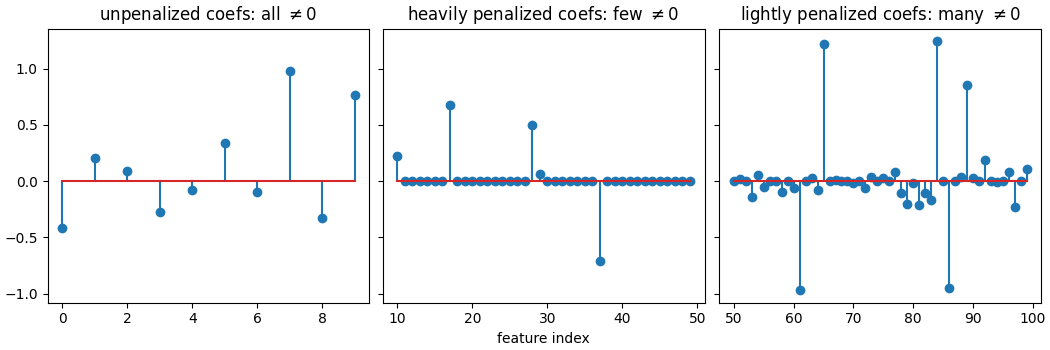 unpenalized coefs: all ≠0
heavily penalized coefs: few ≠0
lightly penalized coefs: many ≠0
1.0
0.5
0.0
−0.5
−1.0
0 2 4 6 8
10 20 30 40 50
50 60 70 80 90 100
feature index